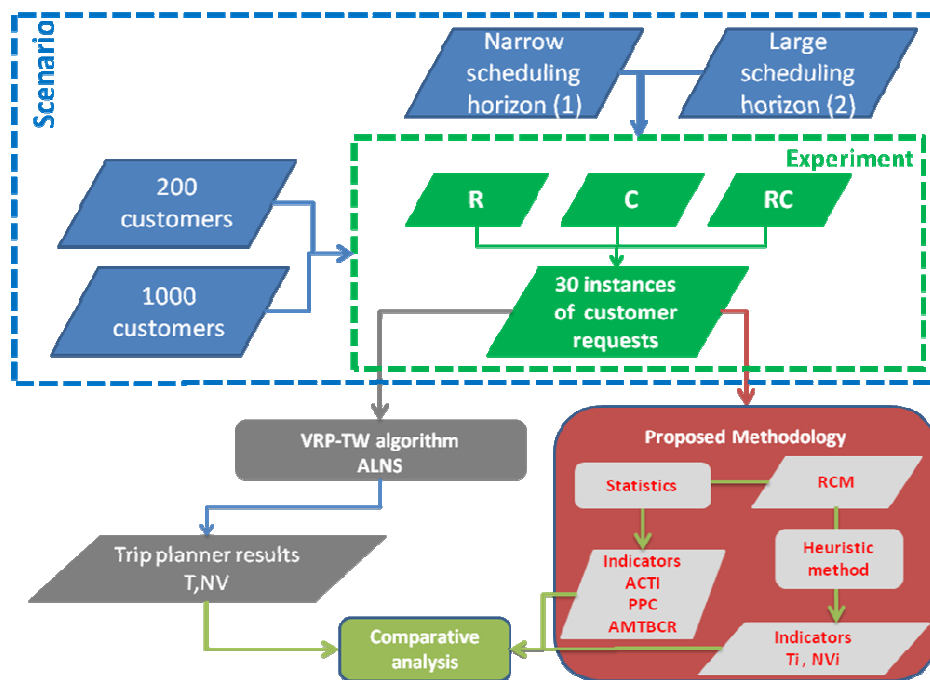 Scenario
Narrow
scheduling
horizon (1)
Large
scheduling
horizon (2)
Experiment
200
customers
R
C
RC
1000
customers
30 instances
of customer
requests
VRP-TW algorithm
ALNS
Proposed Methodology
Statistics
RCM
Trip planner results
T,NV
Indicators
ACTI
PPC
AMTBCR
Heuristic
method
Comparative
analysis
Indicators
Ti , NVi